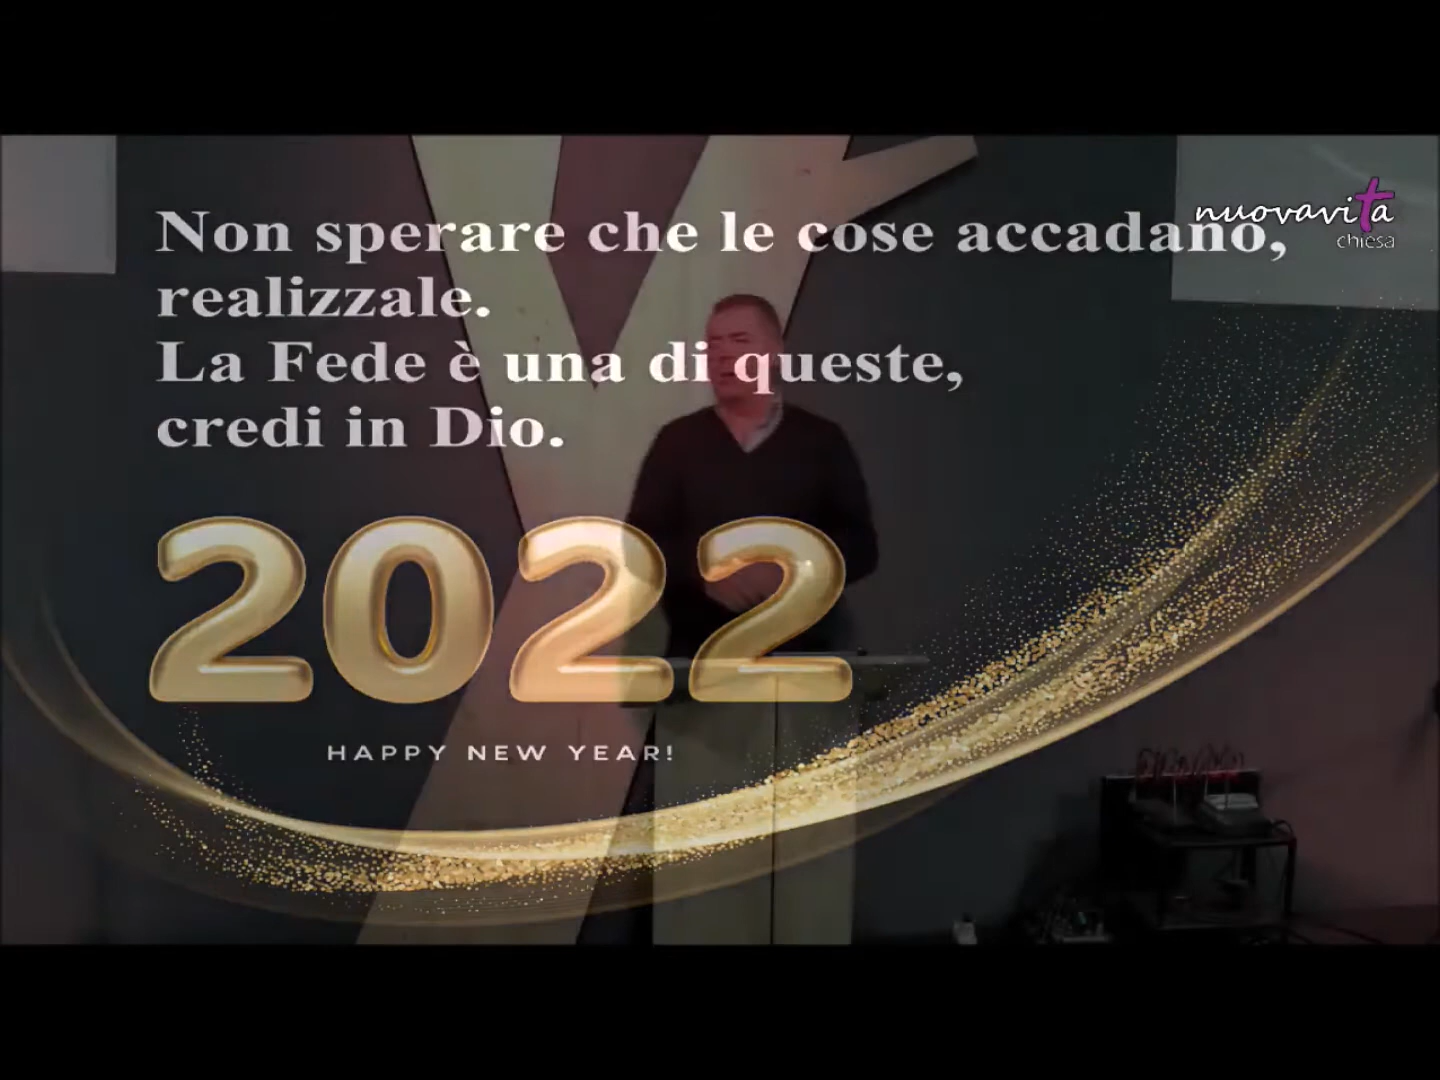 Non sperare che le cose accadano,
realizzale.
La Fede è una di queste,
credi in Dio.
2022
HAPPY NEW YEAR!
nuovavita
chiesa